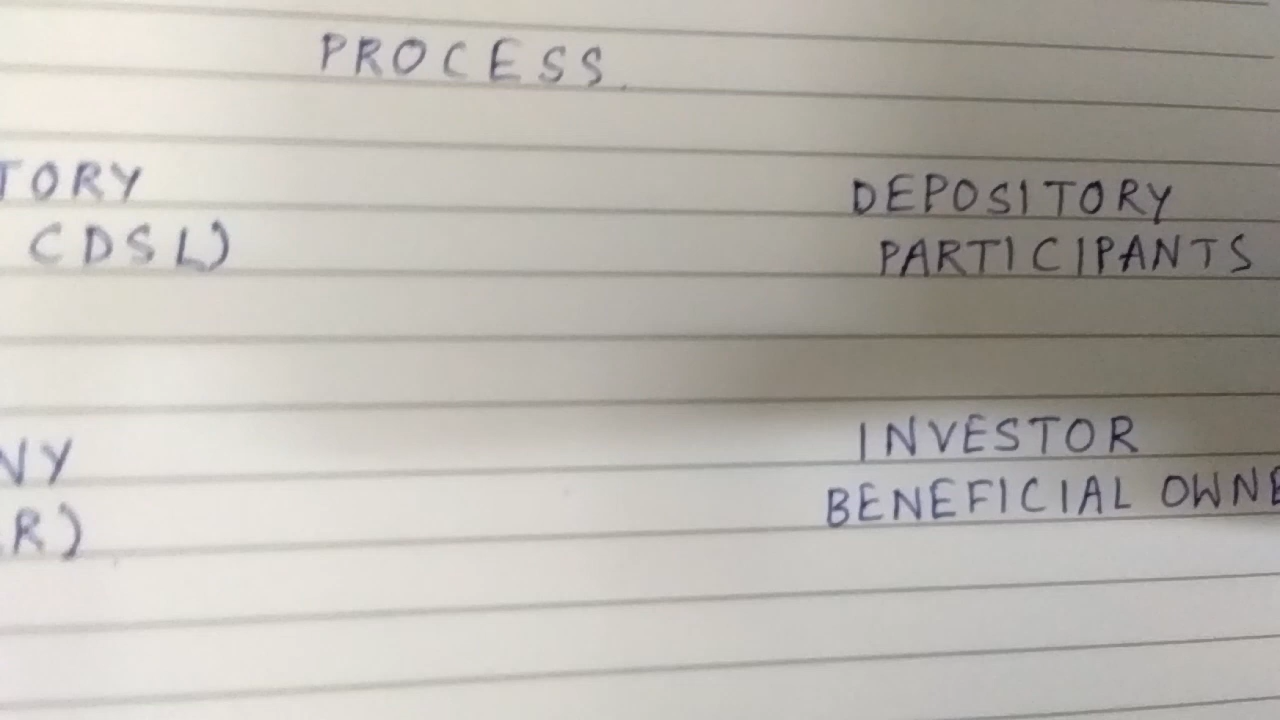 PROCESS.
TORY
CDSL)
DEPOSITORY
PARTICIPANTS
NY
R)
INVESTOR
BENEFICIAL OWNE